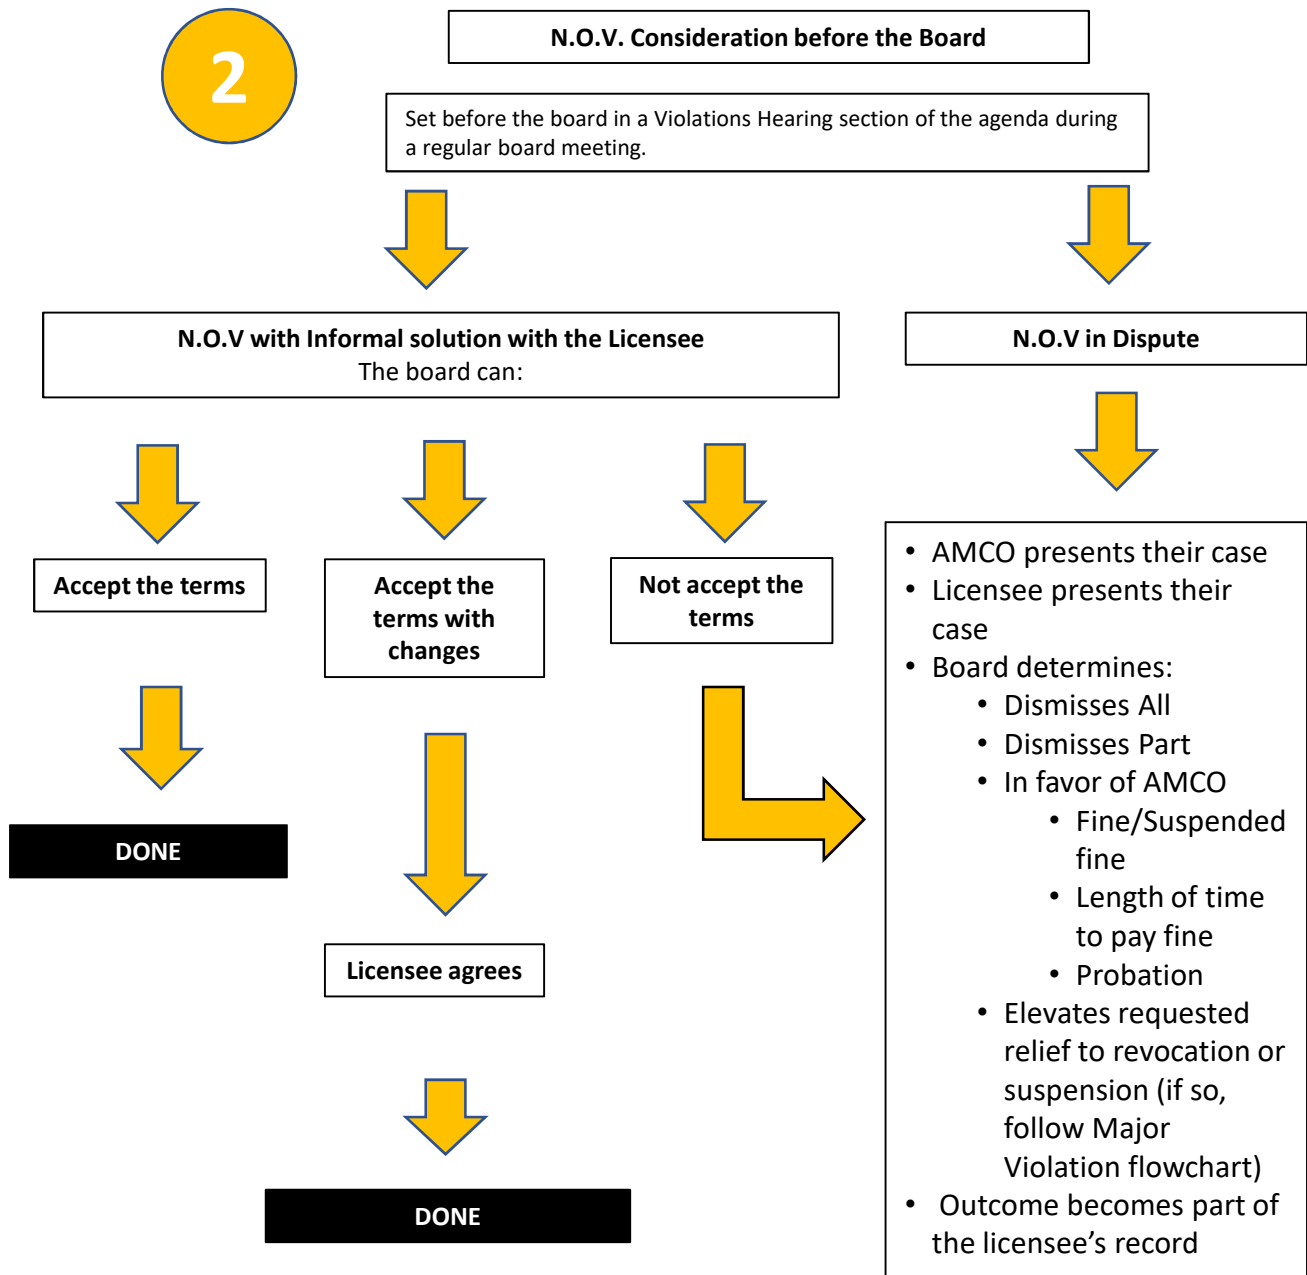 2
N.O.V. Consideration before the Board
Set before the board in a Violations Hearing section of the agenda during
a regular board meeting.
N.O.V with Informal solution with the Licensee
The board can:
N.O.V in Dispute
Accept the terms
Accept the
terms with
changes
Not accept the
terms
DONE
Licensee agrees
DONE
• AMCO presents their case
• Licensee presents their
case
• Board determines:
• Dismisses All
• Dismisses Part
• In favor of AMCO
• Fine/Suspended
fine
• Length of time
to pay fine
• Probation
• Elevates requested
relief to revocation or
suspension (if so,
follow Major
Violation flowchart)
• Outcome becomes part of
the licensee’s record